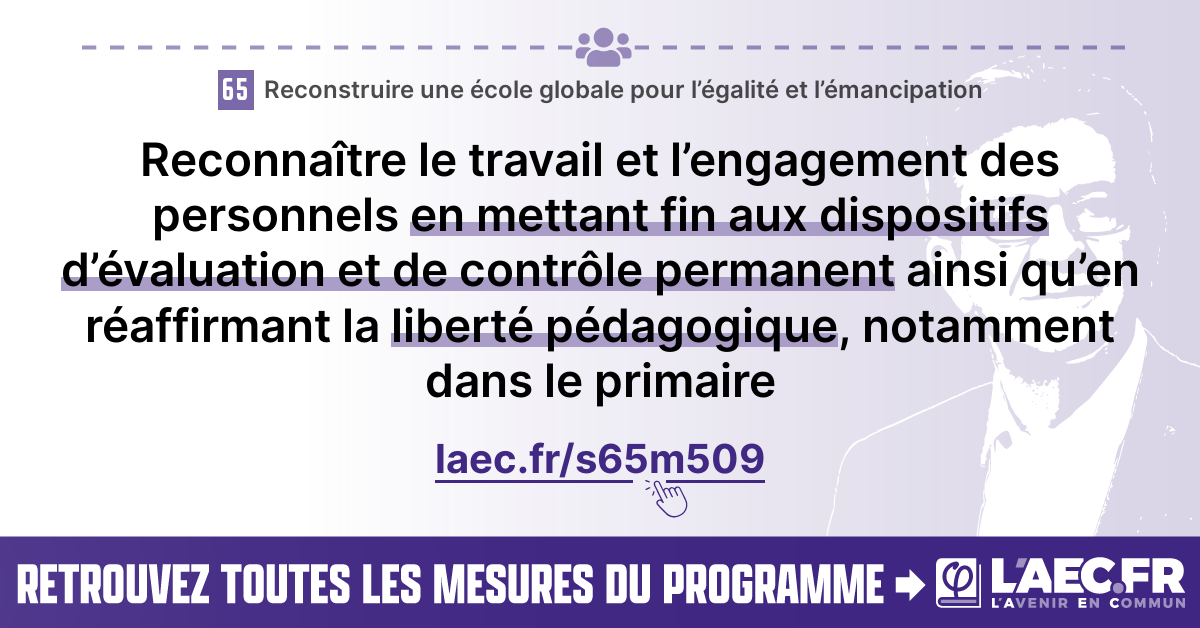 65 Reconstruire une école globale pour l’égalité et l’émancipation
Reconnaître le travail et l’engagement des
personnels en mettant fin aux dispositifs
d’évaluation et de contrôle permanent ainsi qu’en
réaffirmant la liberté pédagogique, notamment
dans le primaire
laec.fr/s65m509
RETROUVEZ TOUTES LES MESURES DU PROGRAMME
L'AEC.FR
L'AVENIR EN COMMUN